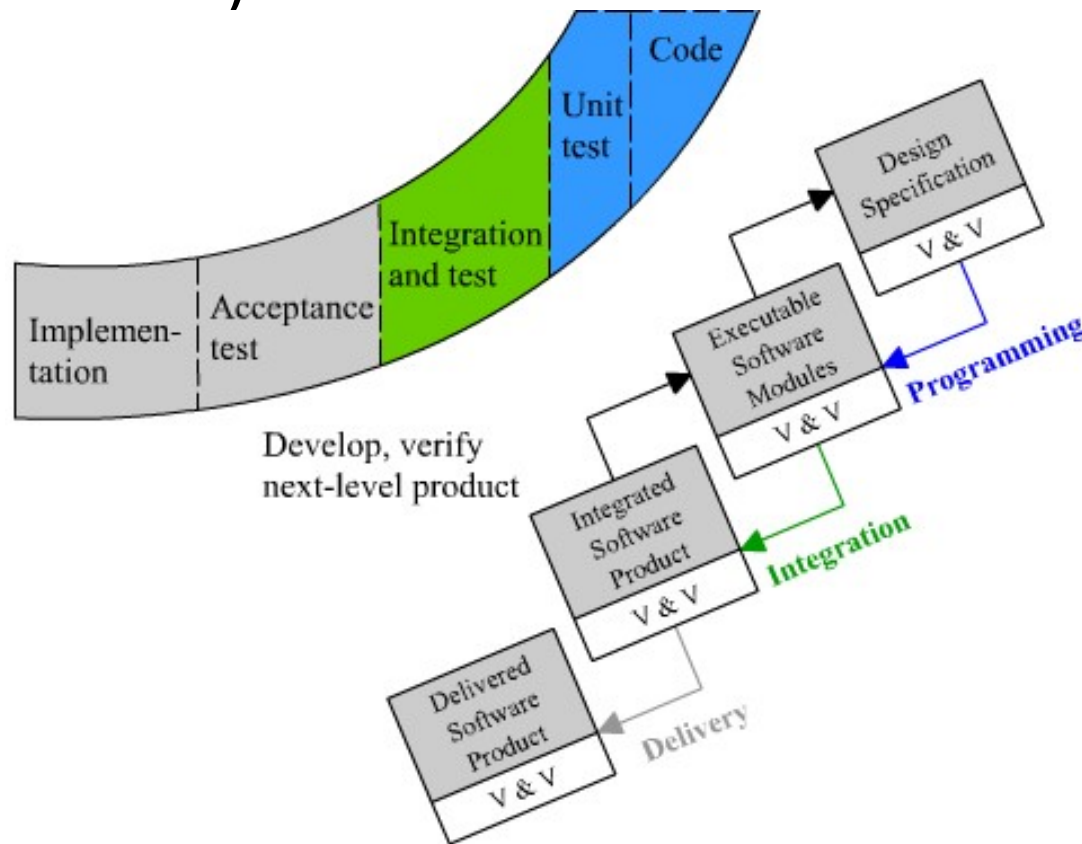 Code
Unit
test
Integration
and test
Acceptance
test
Implemen-
tation
Develop, verify
next-level product
Design
Specification
V & V
Programming
Executable
Software
Modules
V & V
Integration
Integrated
Software
Product
V & V
Delivery
Delivered
Software
Product
V & V